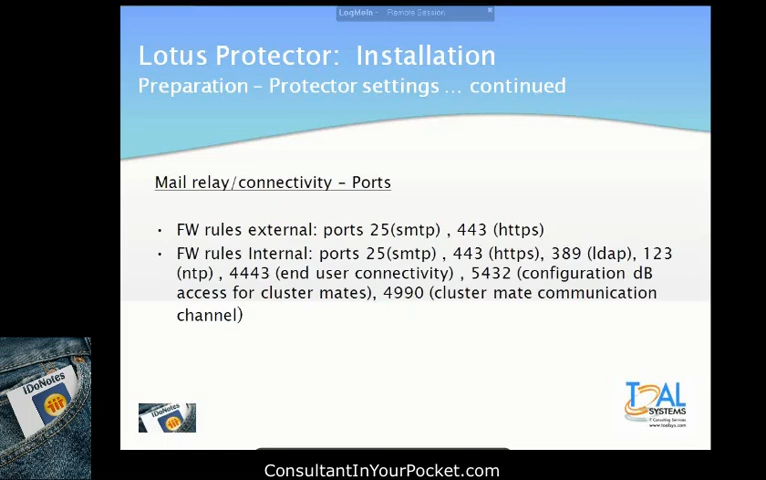 LogMeIn - Remote Session
Lotus Protector: Installation
Preparation – Protector settings … continued
Mail relay/connectivity – Ports
• FW rules external: ports 25(smtp) , 443 (https)
• FW rules Internal: ports 25(smtp) , 443 (https), 389 (ldap), 123
(ntp) , 4443 (end user connectivity) , 5432 (configuration dB
access for cluster mates), 4990 (cluster mate communication
channel)
iDoNotes
TOAL
SYSTEMS
IT Consulting Services
www.toalsys.com
ConsultantInYourPocket.com